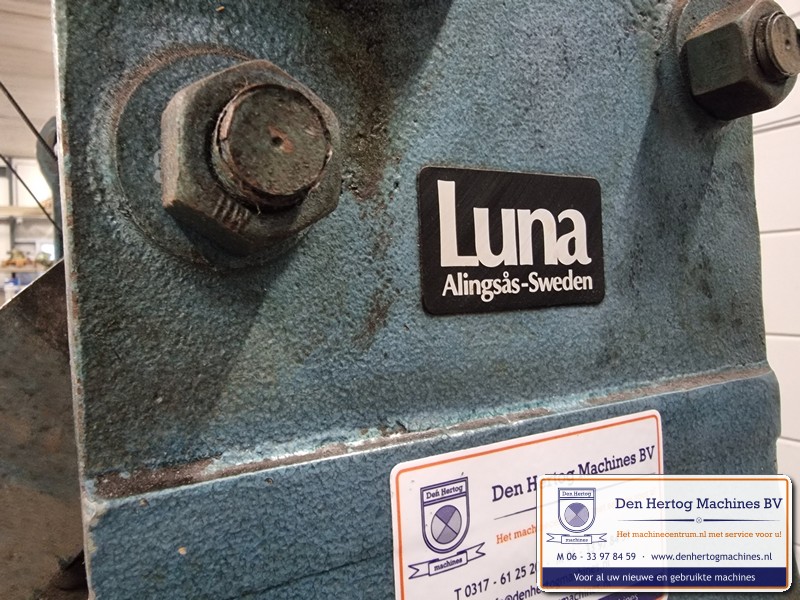 Luna
Alingsås-Sweden
Den Hertog
machines
Den Hertog Machines BV
Het
T 0317 - 61 25
Den Hertog
machines
Den Hertog Machines BV
Het machinecentrum.nl met service voor u!
M 06 - 33 97 84 59 · www.denhertogmachines.nl
Voor al uw nieuwe en gebruikte machines